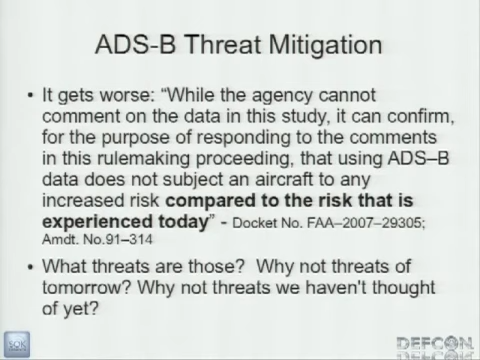 ADS-B Threat Mitigation
• It gets worse: “While the agency cannot
comment on the data in this study, it can confirm,
for the purpose of responding to the comments
in this rulemaking proceeding, that using ADS–B
data does not subject an aircraft to any
increased risk compared to the risk that is
experienced today” - Docket No. FAA–2007–29305;
Amdt. No.91–314
• What threats are those?  Why not threats of
tomorrow? Why not threats we haven't thought
of yet?
DEFCON